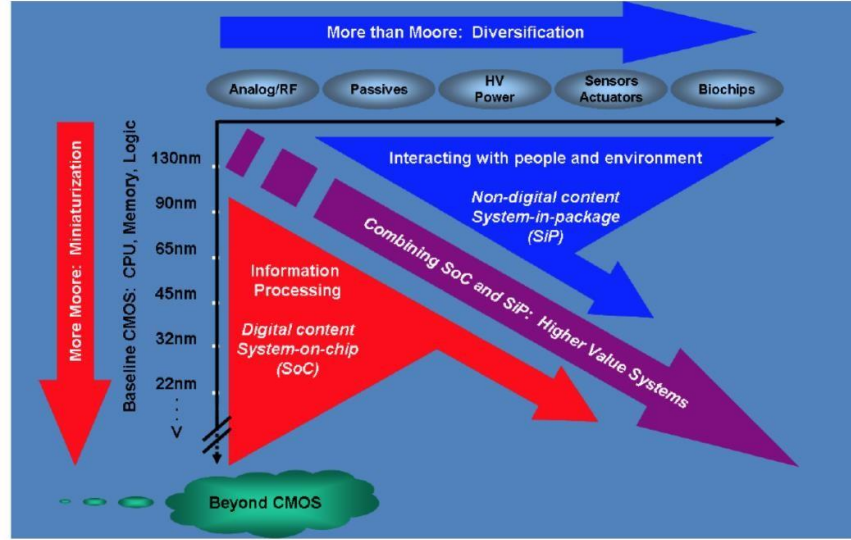 More than Moore: Diversification
Analog/RF
Passives
HV
Power
Sensors
Actuators
Biochips
More Moore: Miniaturization
Baseline CMOS: CPU, Memory, Logic
130nm
90nm
65nm
45nm
32nm
22nm
V
Interacting with people and environment
Non-digital content
System-in-package
(SiP)
Combining SoC and SiP: Higher Value Systems
Information
Processing
Digital content
System-on-chip
(SoC)
Beyond CMOS